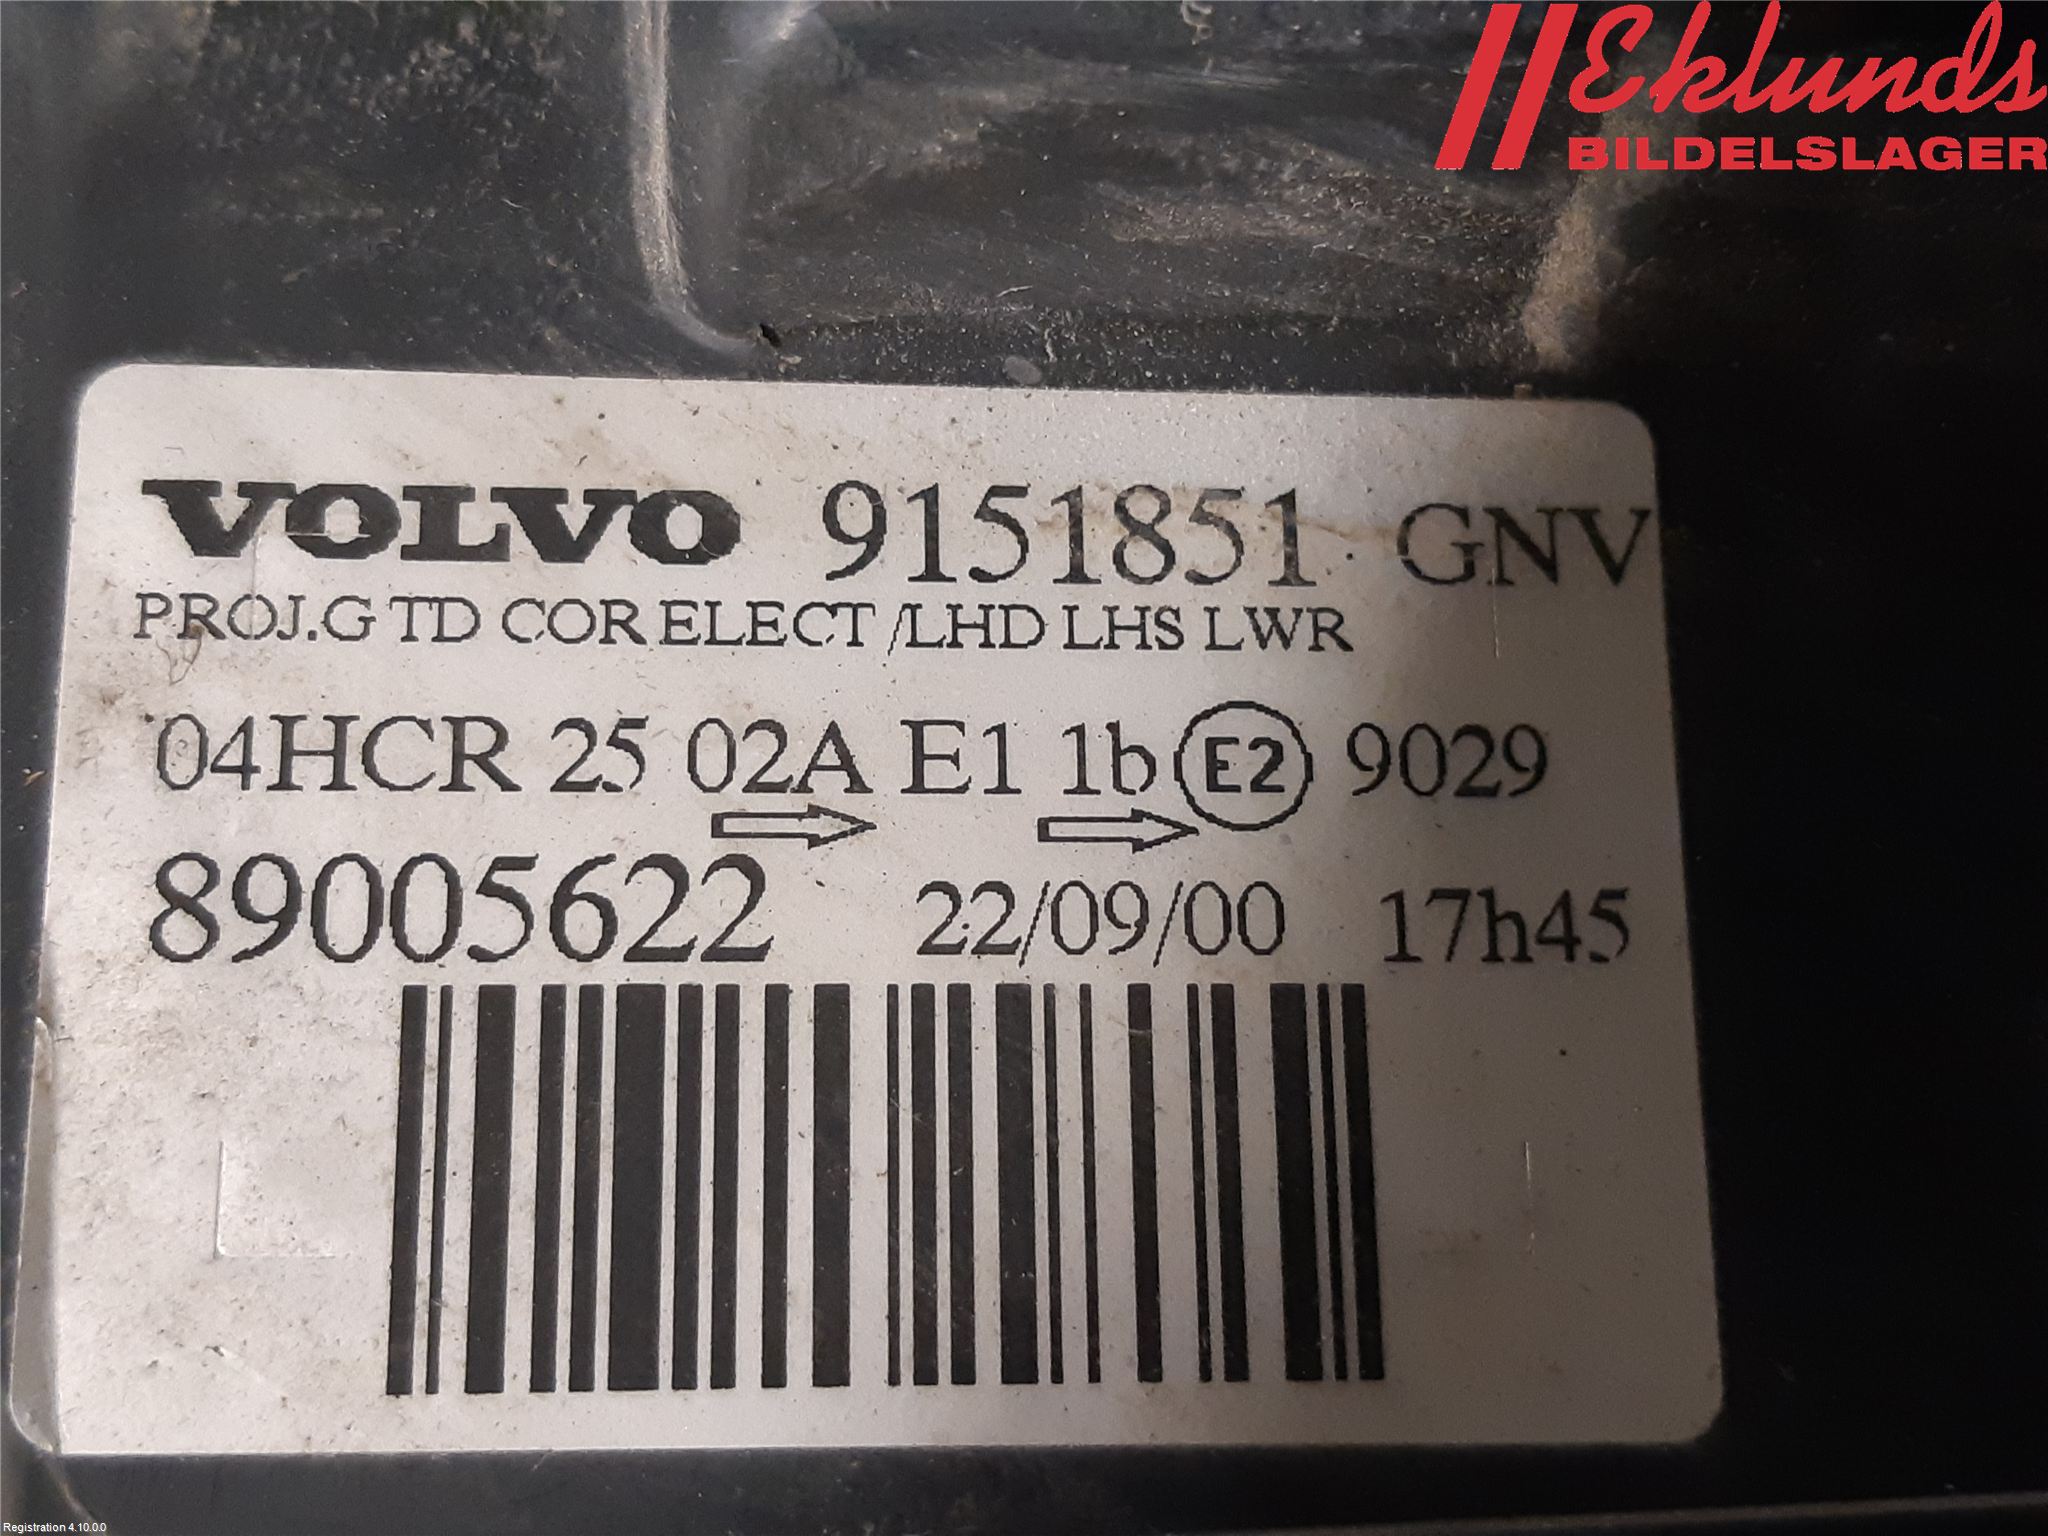 Eklunds
BILDELSLAGER
VOLVO 9151851 GNV
PROJ.G TD COR ELECT /LHD LHS LWR
04HCR 25 02A E1 1b E2 9029
89005622 22/09/00 17h45
Registration 4.10.0.0